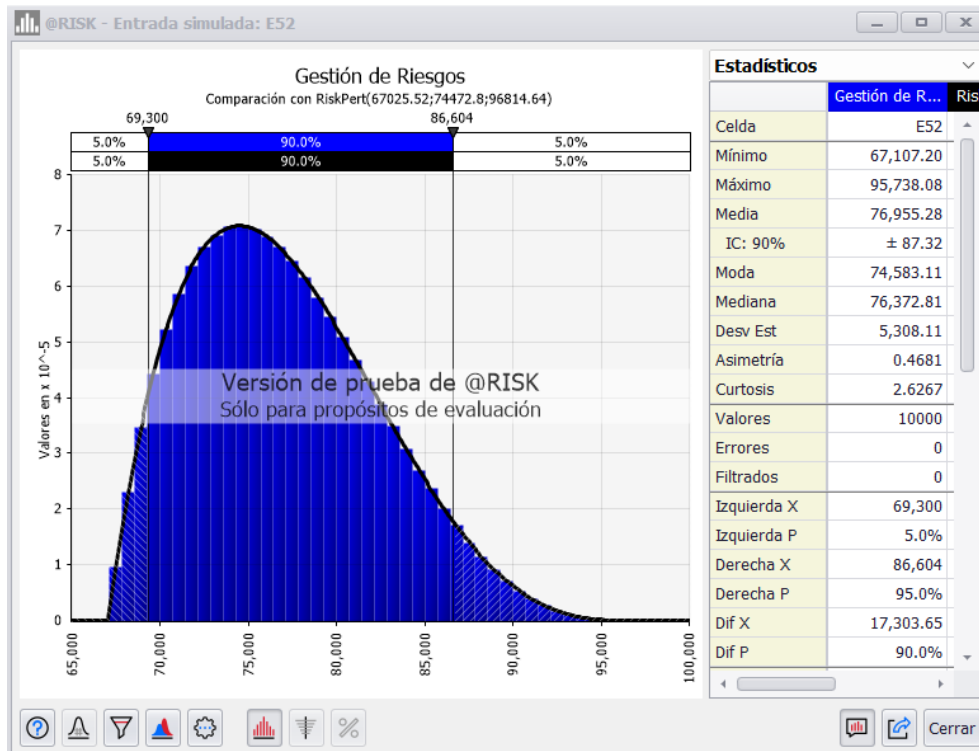 @RISK - Entrada simulada: E52
Gestión de Riesgos
Comparación con RiskPert(67025.52;74472.8;96814.64)
69,300 86,604
5.0% 90.0% 5.0%
5.0% 90.0% 5.0%
8
7
6
5
4
3
2
1
0
Valores en x 10^-5
Versión de prueba de @RISK
Sólo para propósitos de evaluación
65,000 70,000 75,000 80,000 85,000 90,000 95,000 100,000
Estadísticos
Gestión de R... Ris
Celda E52
Mínimo 67,107.20
Máximo 95,738.08
Media 76,955.28
IC: 90% ± 87.32
Moda 74,583.11
Mediana 76,372.81
Desv Est 5,308.11
Asimetría 0.4681
Curtosis 2.6267
Valores 10000
Errores 0
Filtrados 0
Izquierda X 69,300
Izquierda P 5.0%
Derecha X 86,604
Derecha P 95.0%
Dif X 17,303.65
Dif P 90.0%
Cerrar